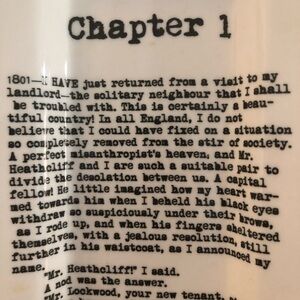 Chapter 1
1801—I HAVE just returned from a visit to my
landlord—the solitary neighbour that I shall
be troubled with. This is certainly a beau-
tiful country! In all England, I do not
believe that I could have fixed on a situation
so completely removed from the stir of society.
A perfect misanthropist's heaven; and Mr.
Heathcliff and I are such a suitable pair to
divide the desolation between us. A capital
fellow! He little imagined how my heart war-
med towards him when I beheld his black eyes
withdraw so suspiciously under their brows,
as I rode up, and when his fingers sheltered
themselves, with a jealous resolution, still
further in his waistcoat, as I announced my
name.
"Mr. Heathcliff!" I said.
A nod was the answer.
"Mr. Lockwood, your new tenant,